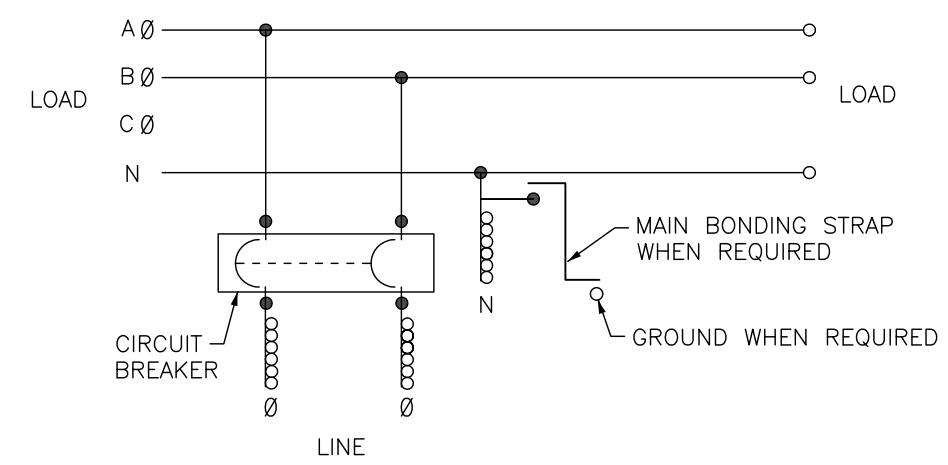 A Ø
B Ø
LOAD
LOAD
C Ø
N
MAIN BONDING STRAP
WHEN REQUIRED
N
GROUND WHEN REQUIRED
CIRCUIT
BREAKER
Ø
Ø
LINE